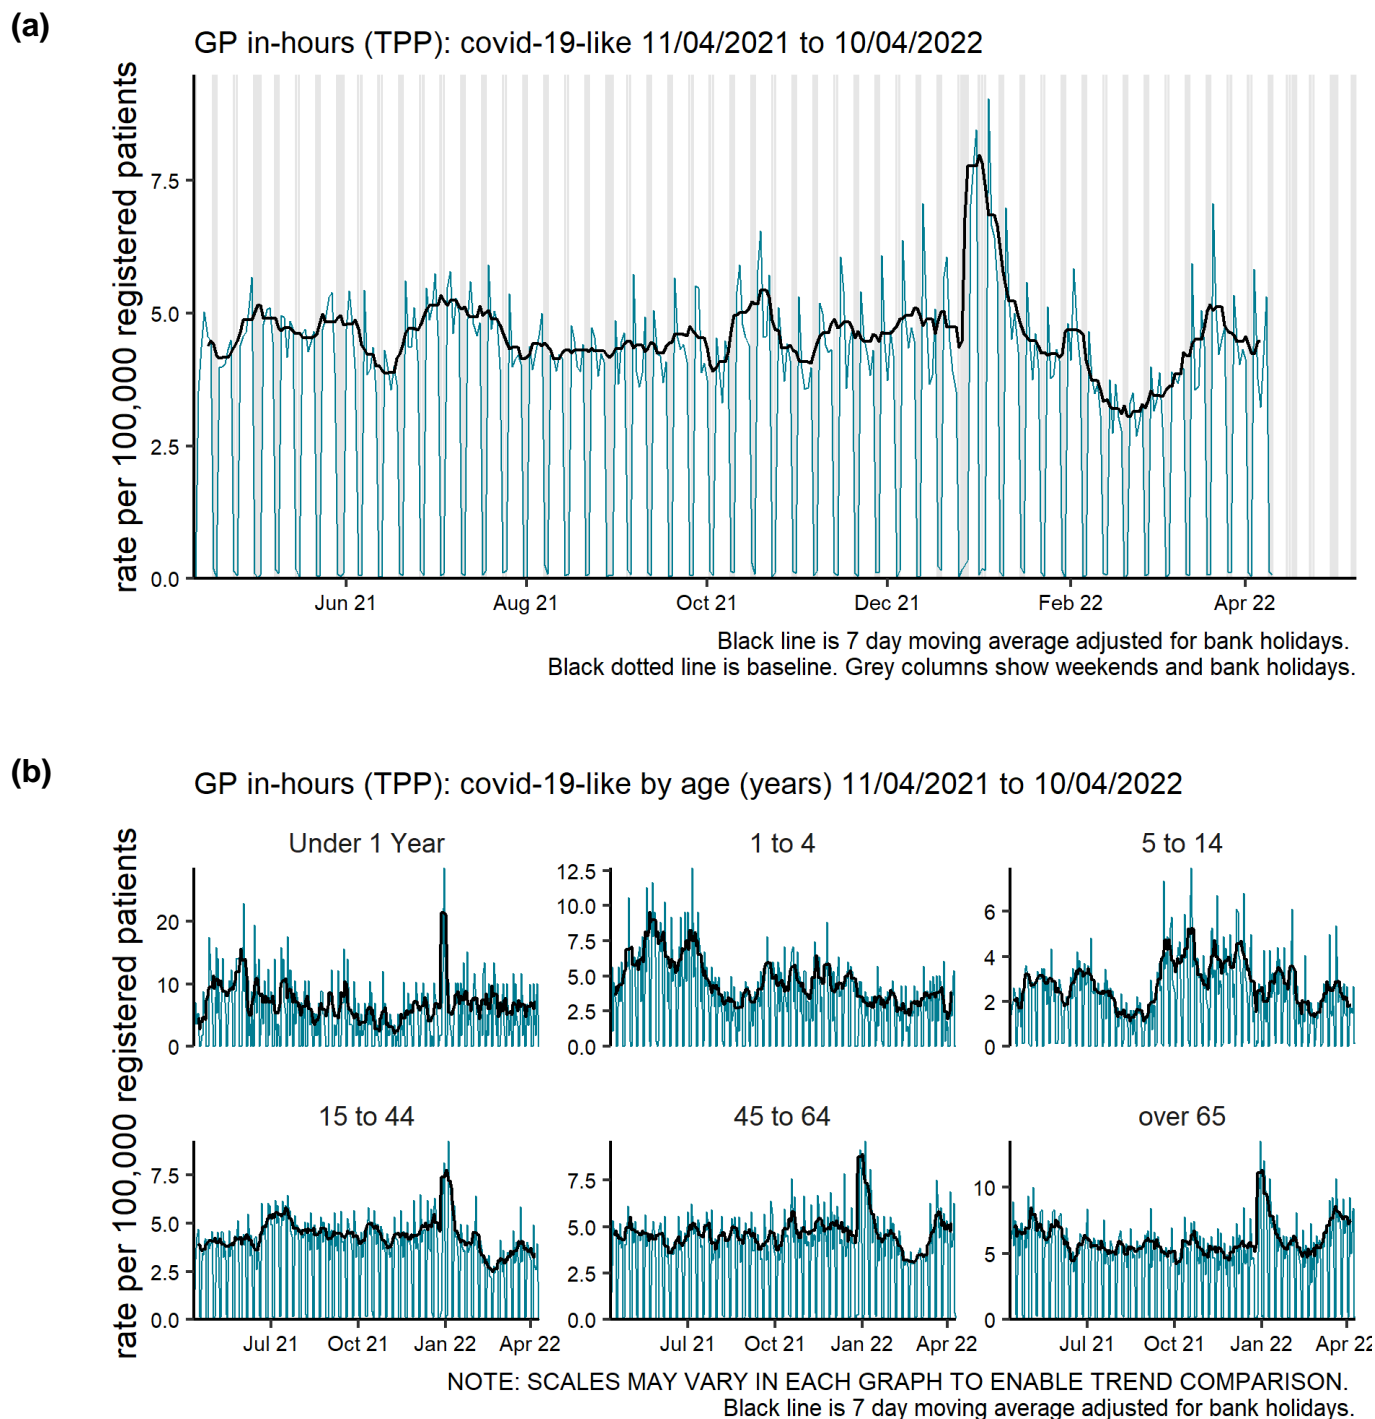 (a)
GP in-hours (TPP): covid-19-like 11/04/2021 to 10/04/2022
rate per 100,000 registered patients
7.5
5.0
2.5
0.0
Jun 21
Aug 21
Oct 21
Dec 21
Feb 22
Apr 22
Black line is 7 day moving average adjusted for bank holidays.
Black dotted line is baseline. Grey columns show weekends and bank holidays.
(b)
GP in-hours (TPP): covid-19-like by age (years) 11/04/2021 to 10/04/2022
rate per 100,000 registered patients
Under 1 Year
20
10
0
1 to 4
12.5
10.0
7.5
5.0
2.5
0.0
5 to 14
6
4
2
0
15 to 44
7.5
5.0
2.5
0.0
Jul 21
Oct 21
Jan 22
Apr 22
45 to 64
7.5
5.0
2.5
0.0
Jul 21
Oct 21
Jan 22
Apr 22
over 65
10
5
0
Jul 21
Oct 21
Jan 22
Apr 22
NOTE: SCALES MAY VARY IN EACH GRAPH TO ENABLE TREND COMPARISON.
Black line is 7 day moving average adjusted for bank holidays.